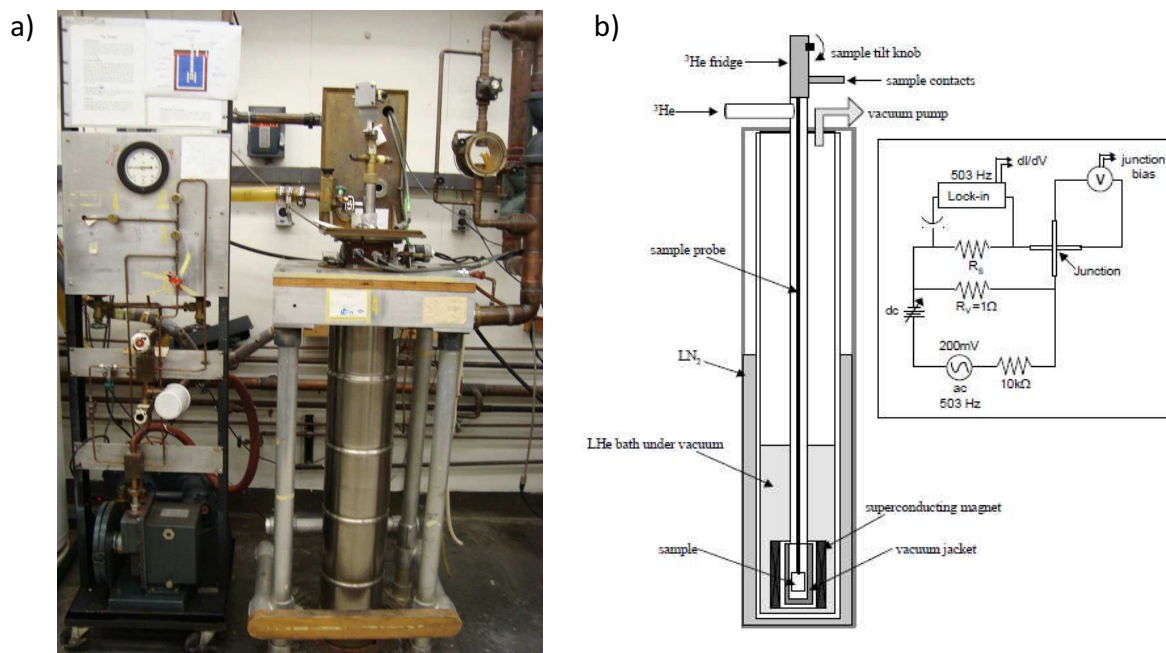 a)
b)
sample tilt knob
³He fridge
sample contacts
³He
vacuum pump
dI/dV
junction
bias
503 Hz
V
Lock-in
sample probe
Rs
Junction
Rv=1Ω
dc
LN₂
200mV
10kΩ
ac
503 Hz
LHe bath under vacuum
superconducting magnet
sample
vacuum jacket